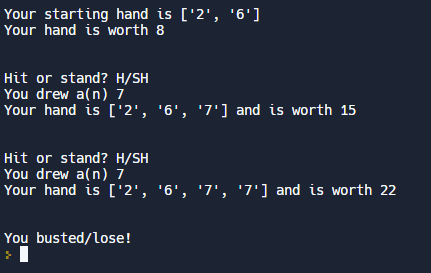 Your starting hand is ['2', '6']
Your hand is worth 8
Hit or stand? H/SH
You drew a(n) 7
Your hand is ['2', '6', '7'] and is worth 15
Hit or stand? H/SH
You drew a(n) 7
Your hand is ['2', '6', '7', '7'] and is worth 22
You busted/lose!